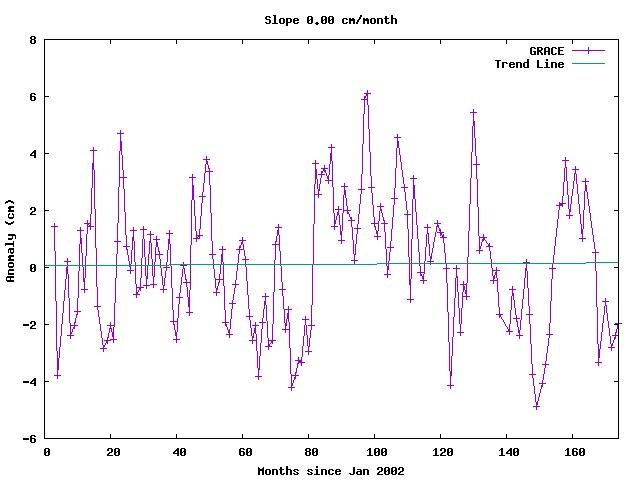 Slope 0.00 cm/month
GRACE
Trend Line
8
6
4
2
0
-2
-4
-6
Anomaly (cm)
0 20 40 60 80 100 120 140 160
Months since Jan 2002